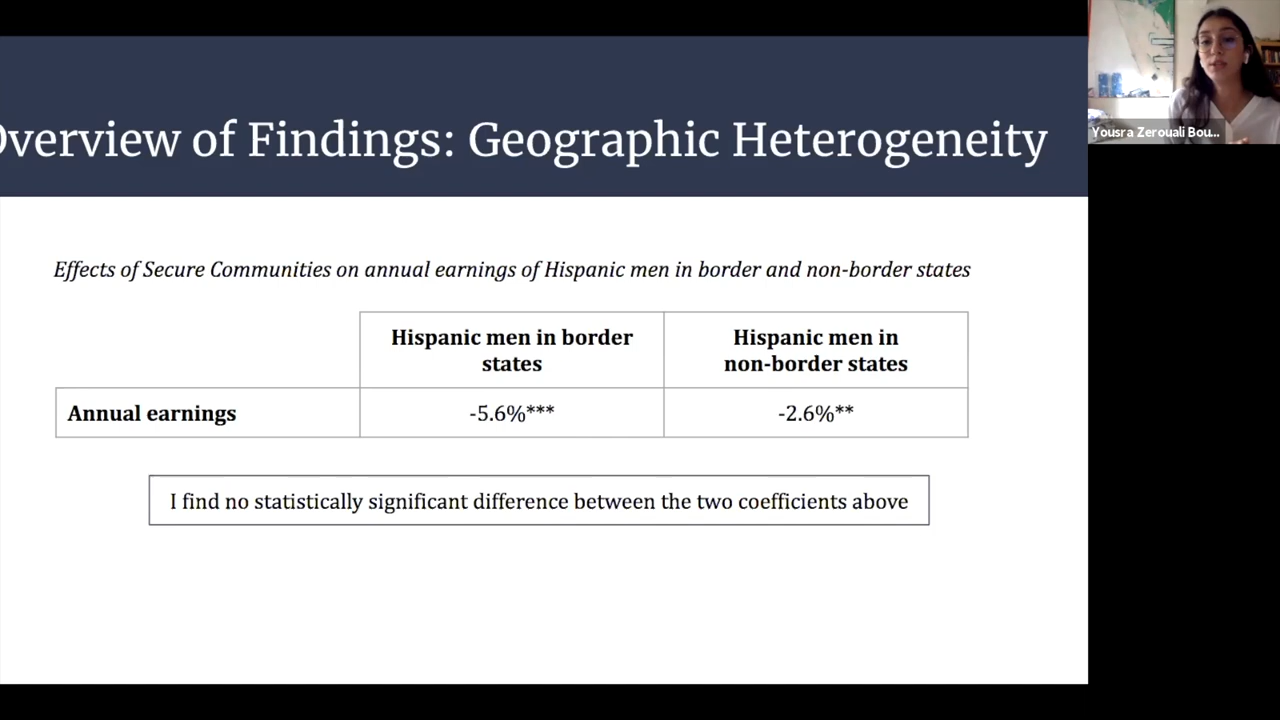 Overview of Findings: Geographic Heterogeneity
Yousra Zerouali Bou...
Effects of Secure Communities on annual earnings of Hispanic men in border and non-border states
Hispanic men in border
states
Hispanic men in
non-border states
Annual earnings
-5.6%***
-2.6%**
I find no statistically significant difference between the two coefficients above